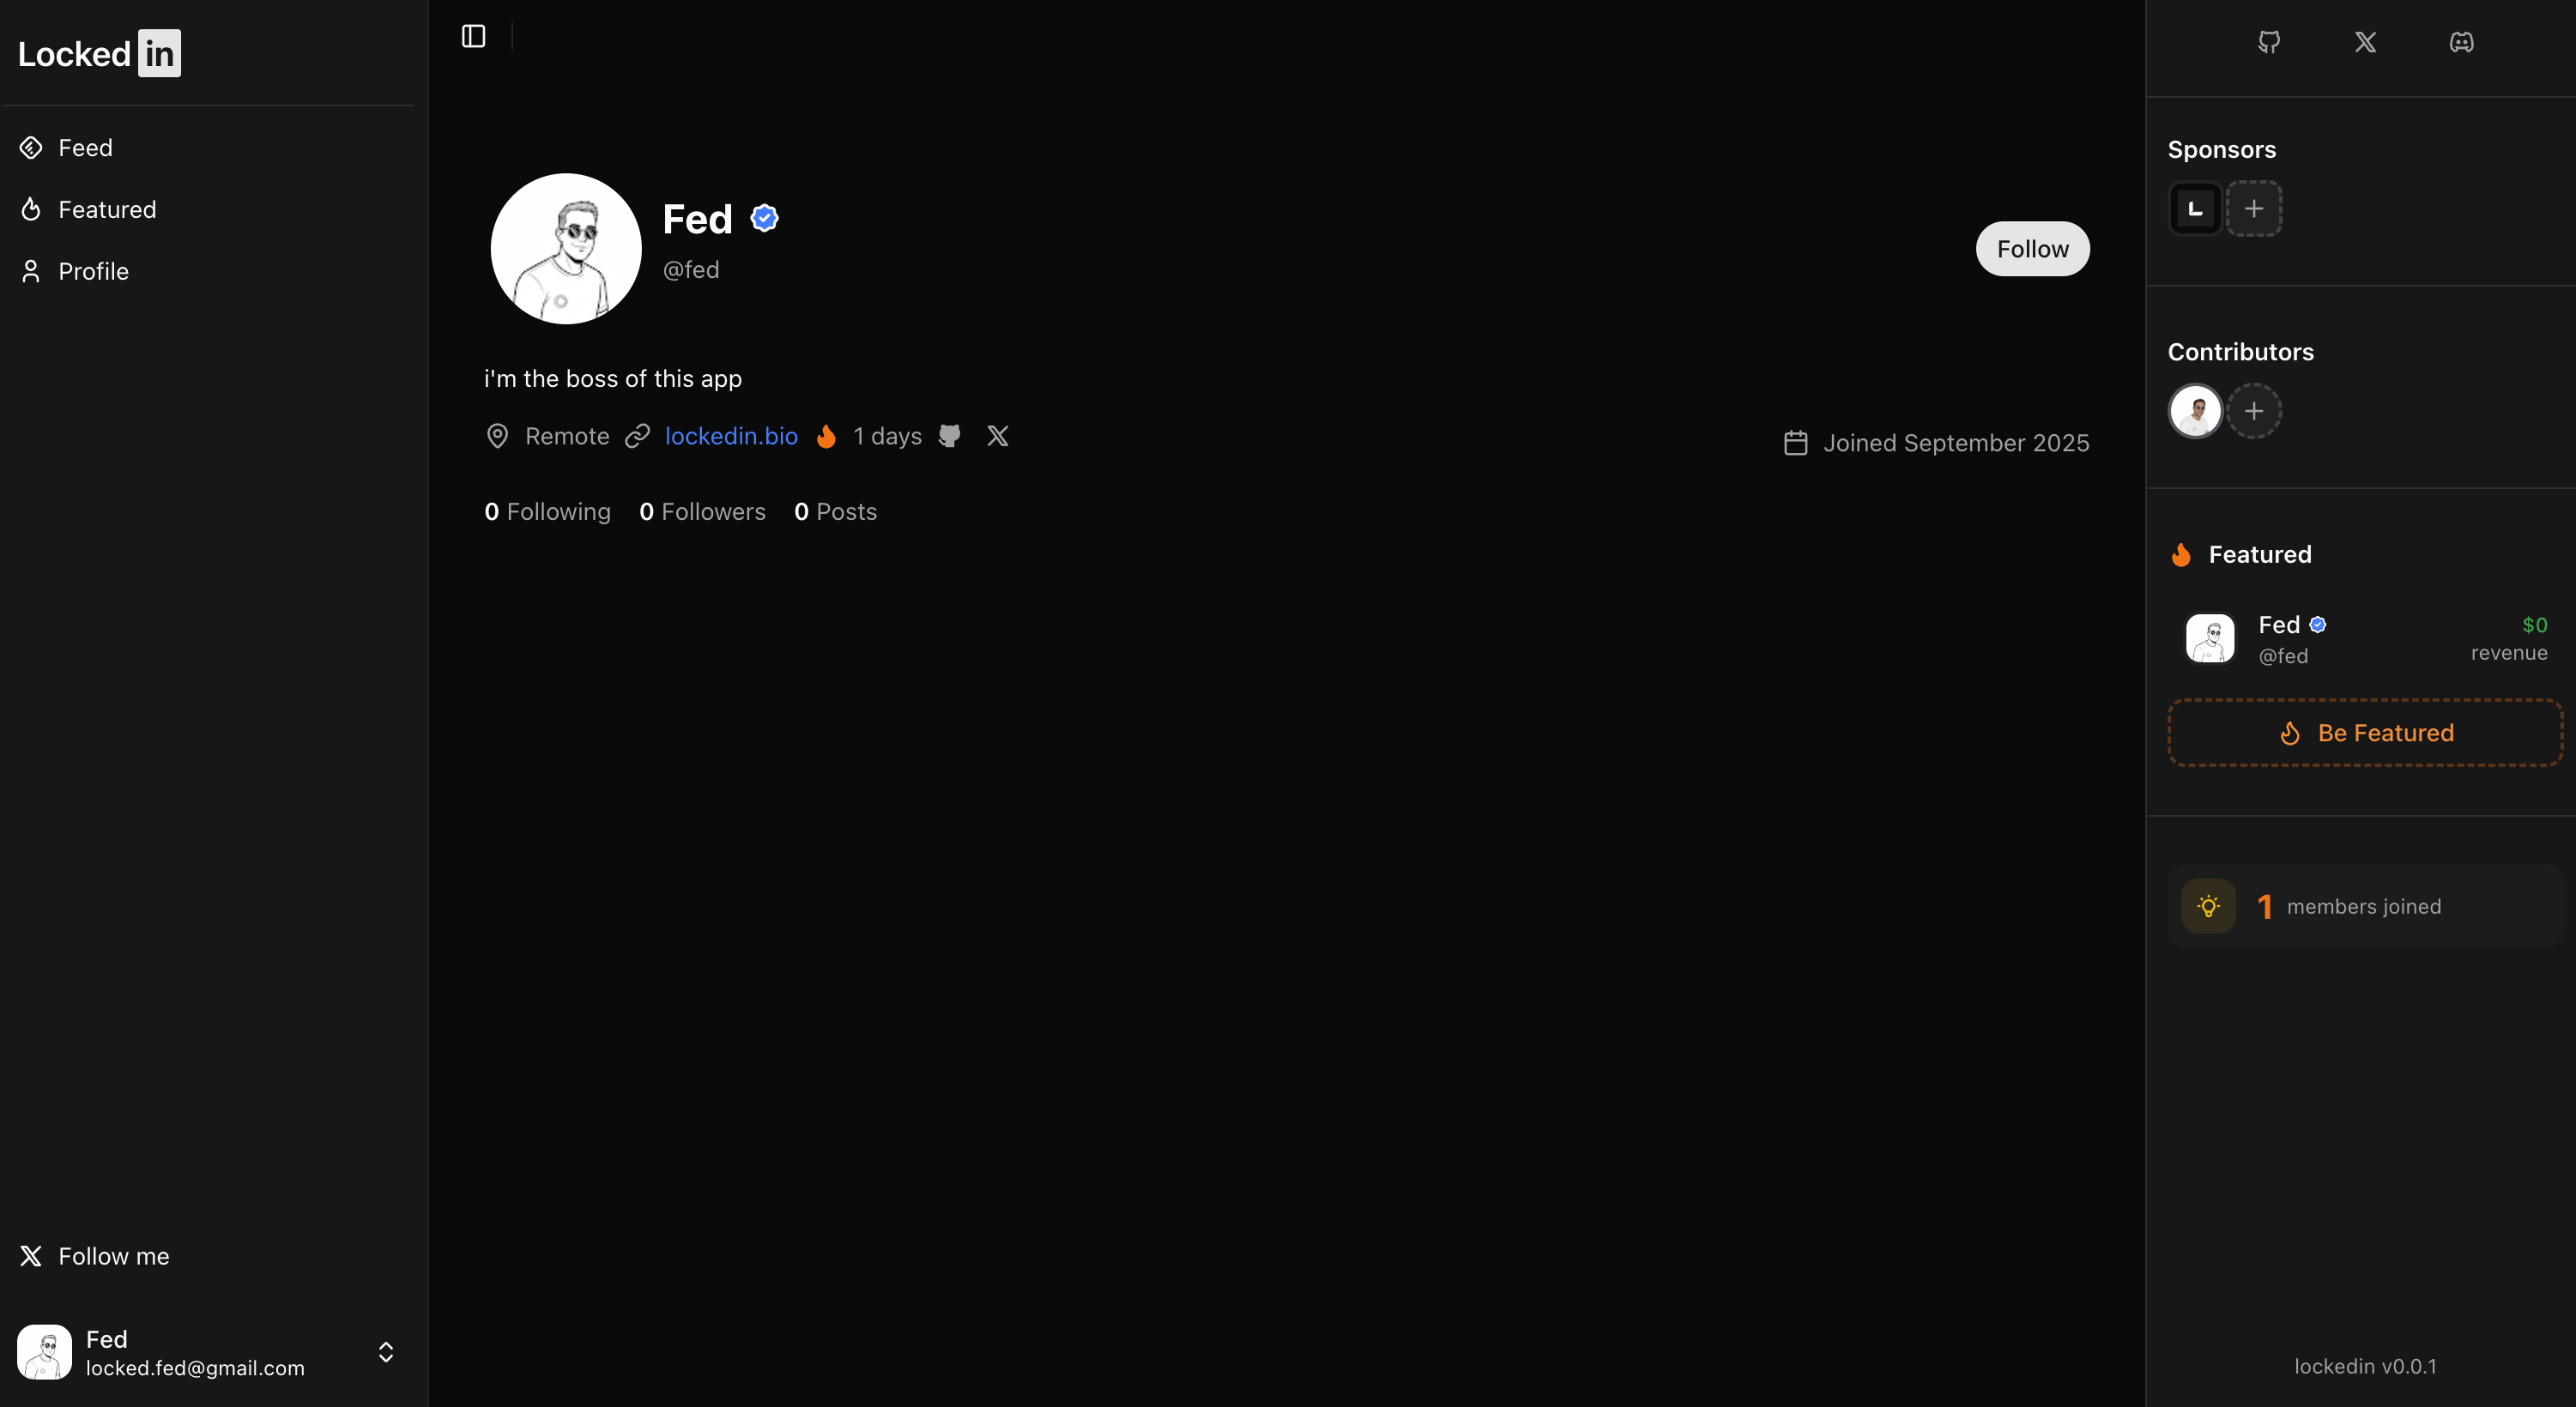 Locked in
Feed
Featured
Profile
Follow me
Fed
locked.fed@gmail.com
Fed
@fed
Follow
i'm the boss of this app
Remote lockedin.bio 1 days
Joined September 2025
0 Following 0 Followers 0 Posts
Sponsors
Contributors
Featured
Fed $0
@fed revenue
Be Featured
1 members joined
lockedin v0.0.1